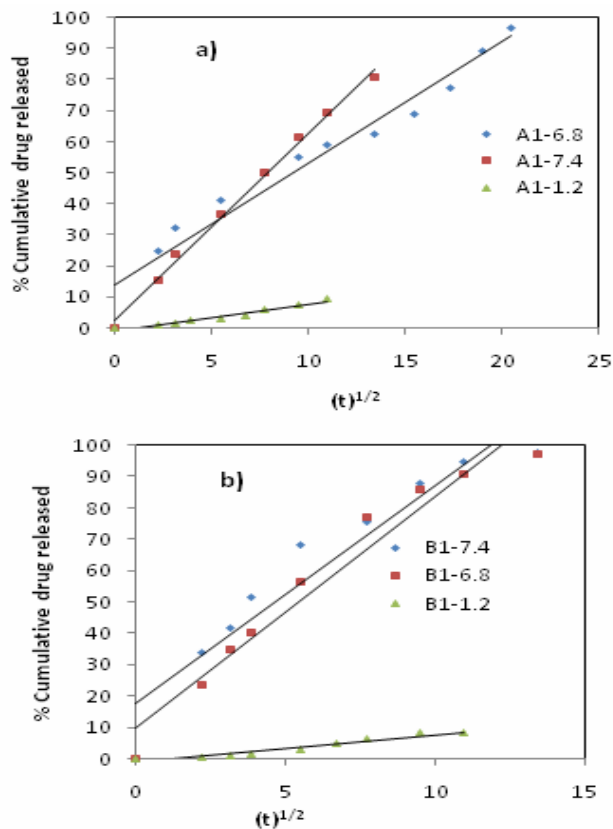 a)
% Cumulative drug released
100
90
80
70
60
50
40
30
20
10
0
A1-6.8
A1-7.4
A1-1.2
0 5 10 15 20 25
(t)1/2
b)
% Cumulative drug released
100
90
80
70
60
50
40
30
20
10
0
B1-7.4
B1-6.8
B1-1.2
0 5 10 15
(t)1/2